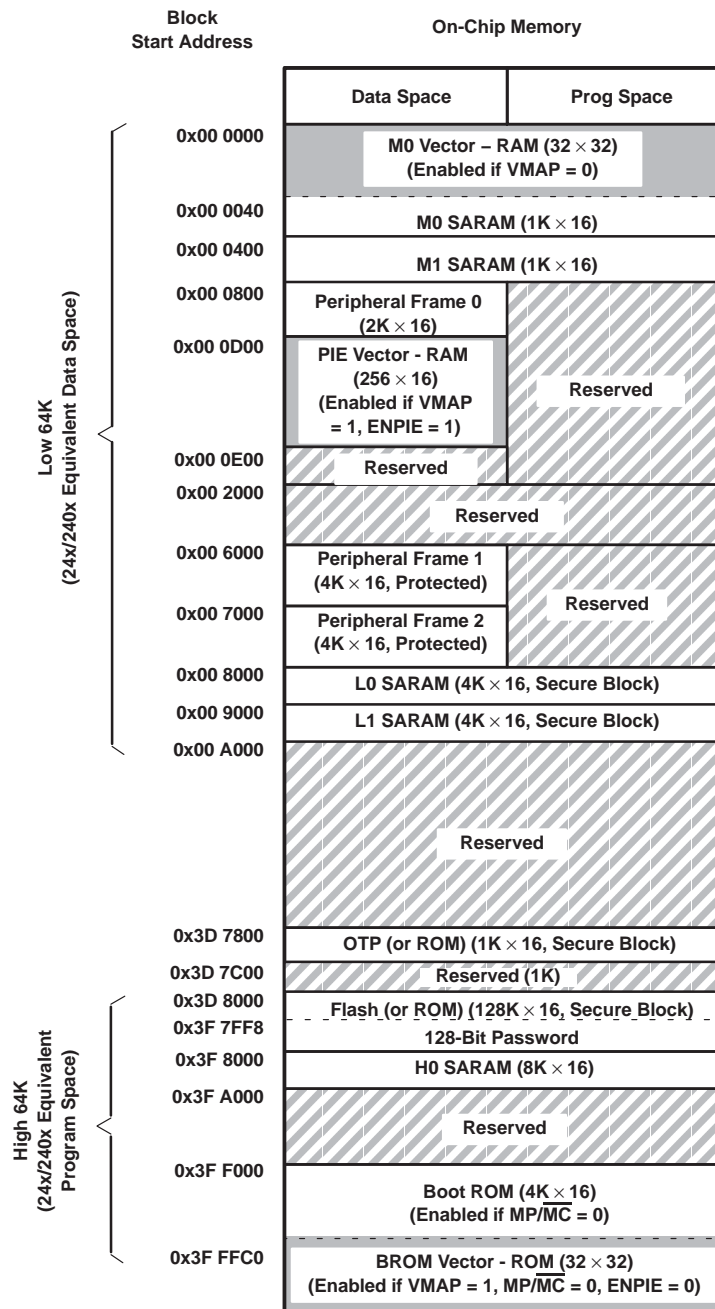 Block
Start Address
On-Chip Memory
Data Space
Prog Space
0x00 0000
M0 Vector – RAM (32 × 32)
(Enabled if VMAP = 0)
0x00 0040
M0 SARAM (1K × 16)
0x00 0400
M1 SARAM (1K × 16)
0x00 0800
Peripheral Frame 0
(2K × 16)
0x00 0D00
PIE Vector - RAM
(256 × 16)
(Enabled if VMAP
= 1, ENPIE = 1)
Reserved
0x00 0E00
Reserved
0x00 2000
Reserved
0x00 6000
Peripheral Frame 1
(4K × 16, Protected)
Reserved
0x00 7000
Peripheral Frame 2
(4K × 16, Protected)
0x00 8000
L0 SARAM (4K × 16, Secure Block)
0x00 9000
L1 SARAM (4K × 16, Secure Block)
0x00 A000
Low 64K
(24x/240x Equivalent Data Space)
Reserved
0x3D 7800
OTP (or ROM) (1K × 16, Secure Block)
0x3D 7C00
Reserved (1K)
0x3D 8000
Flash (or ROM) (128K × 16, Secure Block)
0x3F 7FF8
128-Bit Password
0x3F 8000
H0 SARAM (8K × 16)
0x3F A000
Reserved
High 64K
(24x/240x Equivalent
Program Space)
0x3F F000
Boot ROM (4K × 16)
(Enabled if MP/M̅C̅ = 0)
0x3F FFC0
BROM Vector - ROM (32 × 32)
(Enabled if VMAP = 1, MP/M̅C̅ = 0, ENPIE = 0)